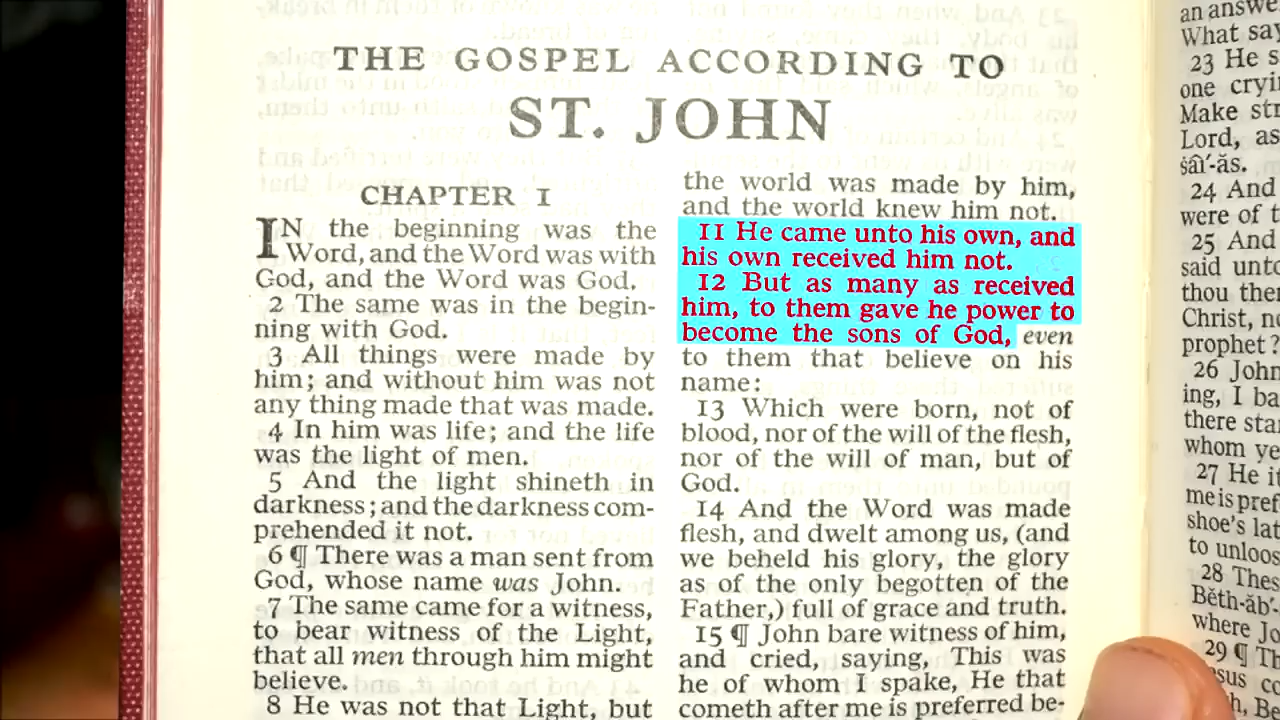 THE GOSPEL ACCORDING TO
ST. JOHN
CHAPTER I
IN the beginning was the
Word, and the Word was with
God, and the Word was God.
2 The same was in the begin-
ning with God.
3 All things were made by
him; and without him was not
any thing made that was made.
4 In him was life; and the life
was the light of men.
5 And the light shineth in
darkness; and the darkness com-
prehended it not.
6 ¶ There was a man sent from
God, whose name was John.
7 The same came for a witness,
to bear witness of the Light,
that all men through him might
believe.
8 He was not that Light, but
the world was made by him,
and the world knew him not.
11 He came unto his own, and
his own received him not.
12 But as many as received
him, to them gave he power to
become the sons of God, even
to them that believe on his
name:
13 Which were born, not of
blood, nor of the will of the flesh,
nor of the will of man, but of
God.
14 And the Word was made
flesh, and dwelt among us, (and
we beheld his glory, the glory
as of the only begotten of the
Father,) full of grace and truth.
15 ¶ John bare witness of him,
and cried, saying, This was
he of whom I spake, He that
cometh after me is preferred be-
an answe
What say
23 He s
one cryi
Make str
Lord, as
sâi´-ăs.
24 And
were of t
25 And
said unto
thou the
Christ, no
prophet?
26 John
ing, I ba
there sta
whom ye
27 He it
me is pref
shoe's lat
to unloos
28 Thes
Bĕth-ăb´-
where Jo
29 ¶ Th
esus co
h, Be